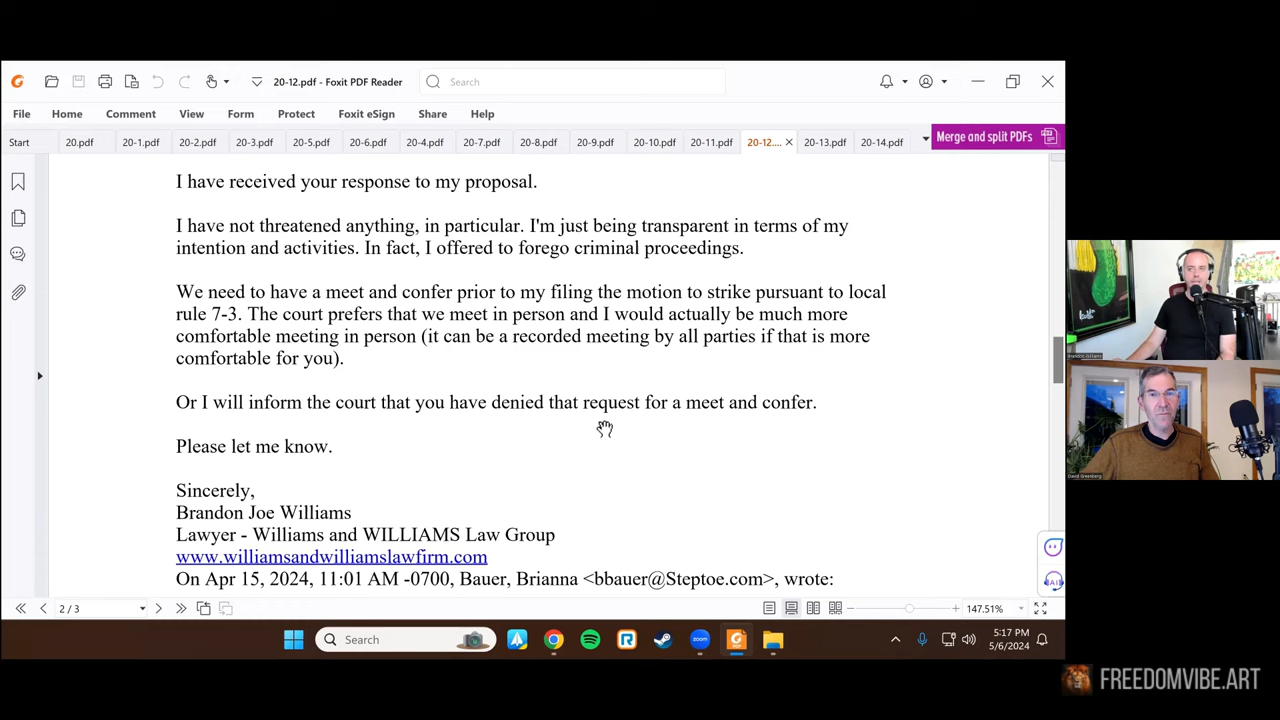 20-12.pdf - Foxit PDF Reader
Search
File Home Comment View Form Protect Foxit eSign Share Help
Start 20.pdf 20-1.pdf 20-2.pdf 20-3.pdf 20-5.pdf 20-6.pdf 20-4.pdf 20-7.pdf 20-8.pdf 20-9.pdf 20-10.pdf 20-11.pdf 20-12.... 20-13.pdf 20-14.pdf Merge and split PDFs
I have received your response to my proposal.
I have not threatened anything, in particular. I'm just being transparent in terms of my
intention and activities. In fact, I offered to forego criminal proceedings.
We need to have a meet and confer prior to my filing the motion to strike pursuant to local
rule 7-3. The court prefers that we meet in person and I would actually be much more
comfortable meeting in person (it can be a recorded meeting by all parties if that is more
comfortable for you).
Or I will inform the court that you have denied that request for a meet and confer.
Please let me know.
Sincerely,
Brandon Joe Williams
Lawyer - Williams and WILLIAMS Law Group
www.williamsandwilliamslawfirm.com
On Apr 15, 2024, 11:01 AM -0700, Bauer, Brianna <bbauer@Steptoe.com>, wrote:
Brandon Williams
David Greenberg
AI
2 / 3
147.51%
Search
zoom
5:17 PM
5/6/2024
FREEDOMVIBE.ART